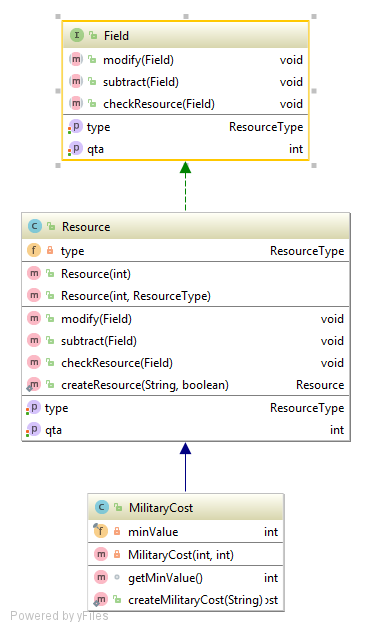 Field
modify(Field) void
subtract(Field) void
checkResource(Field) void
type ResourceType
qta int
Resource
type ResourceType
Resource(int)
Resource(int, ResourceType)
modify(Field) void
subtract(Field) void
checkResource(Field) void
createResource(String, boolean) Resource
type ResourceType
qta int
MilitaryCost
minValue int
MilitaryCost(int, int)
getMinValue() int
createMilitaryCost(String)
Powered by yFiles